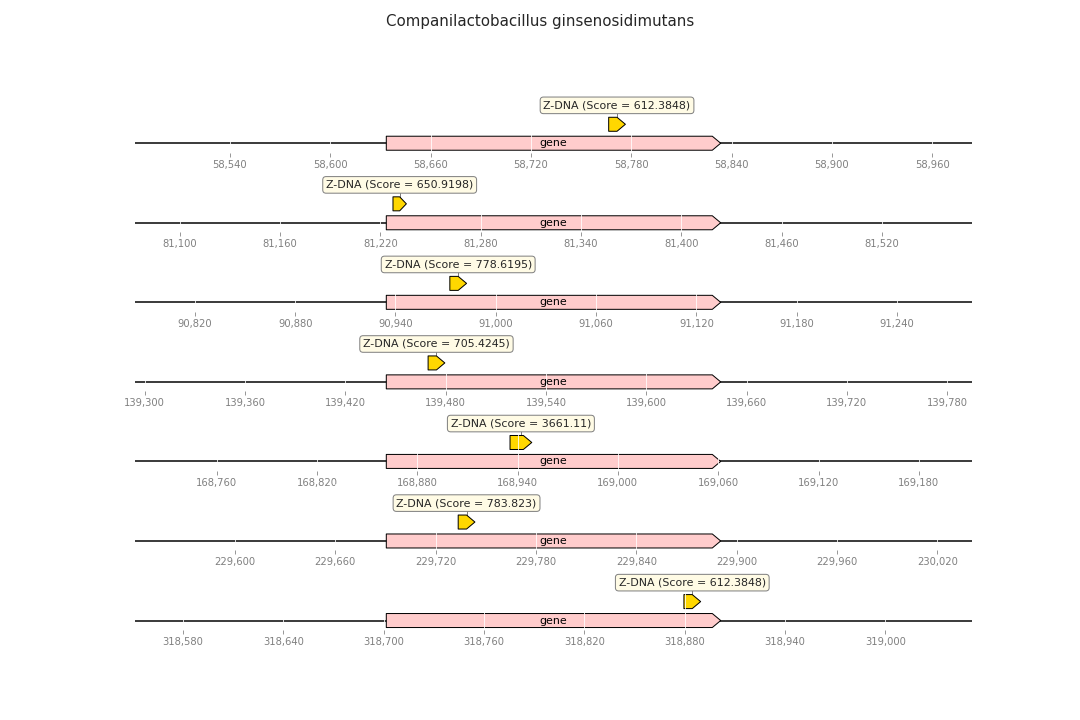 Companilactobacillus ginsenosidimutans
Z-DNA (Score = 612.3848)
gene
58,540 58,600 58,660 58,720 58,780 58,840 58,900 58,960
Z-DNA (Score = 650.9198)
gene
81,100 81,160 81,220 81,280 81,340 81,400 81,460 81,520
Z-DNA (Score = 778.6195)
gene
90,820 90,880 90,940 91,000 91,060 91,120 91,180 91,240
Z-DNA (Score = 705.4245)
gene
139,300 139,360 139,420 139,480 139,540 139,600 139,660 139,720 139,780
Z-DNA (Score = 3661.11)
gene
168,760 168,820 168,880 168,940 169,000 169,060 169,120 169,180
Z-DNA (Score = 783.823)
gene
229,600 229,660 229,720 229,780 229,840 229,900 229,960 230,020
Z-DNA (Score = 612.3848)
gene
318,580 318,640 318,700 318,760 318,820 318,880 318,940 319,000